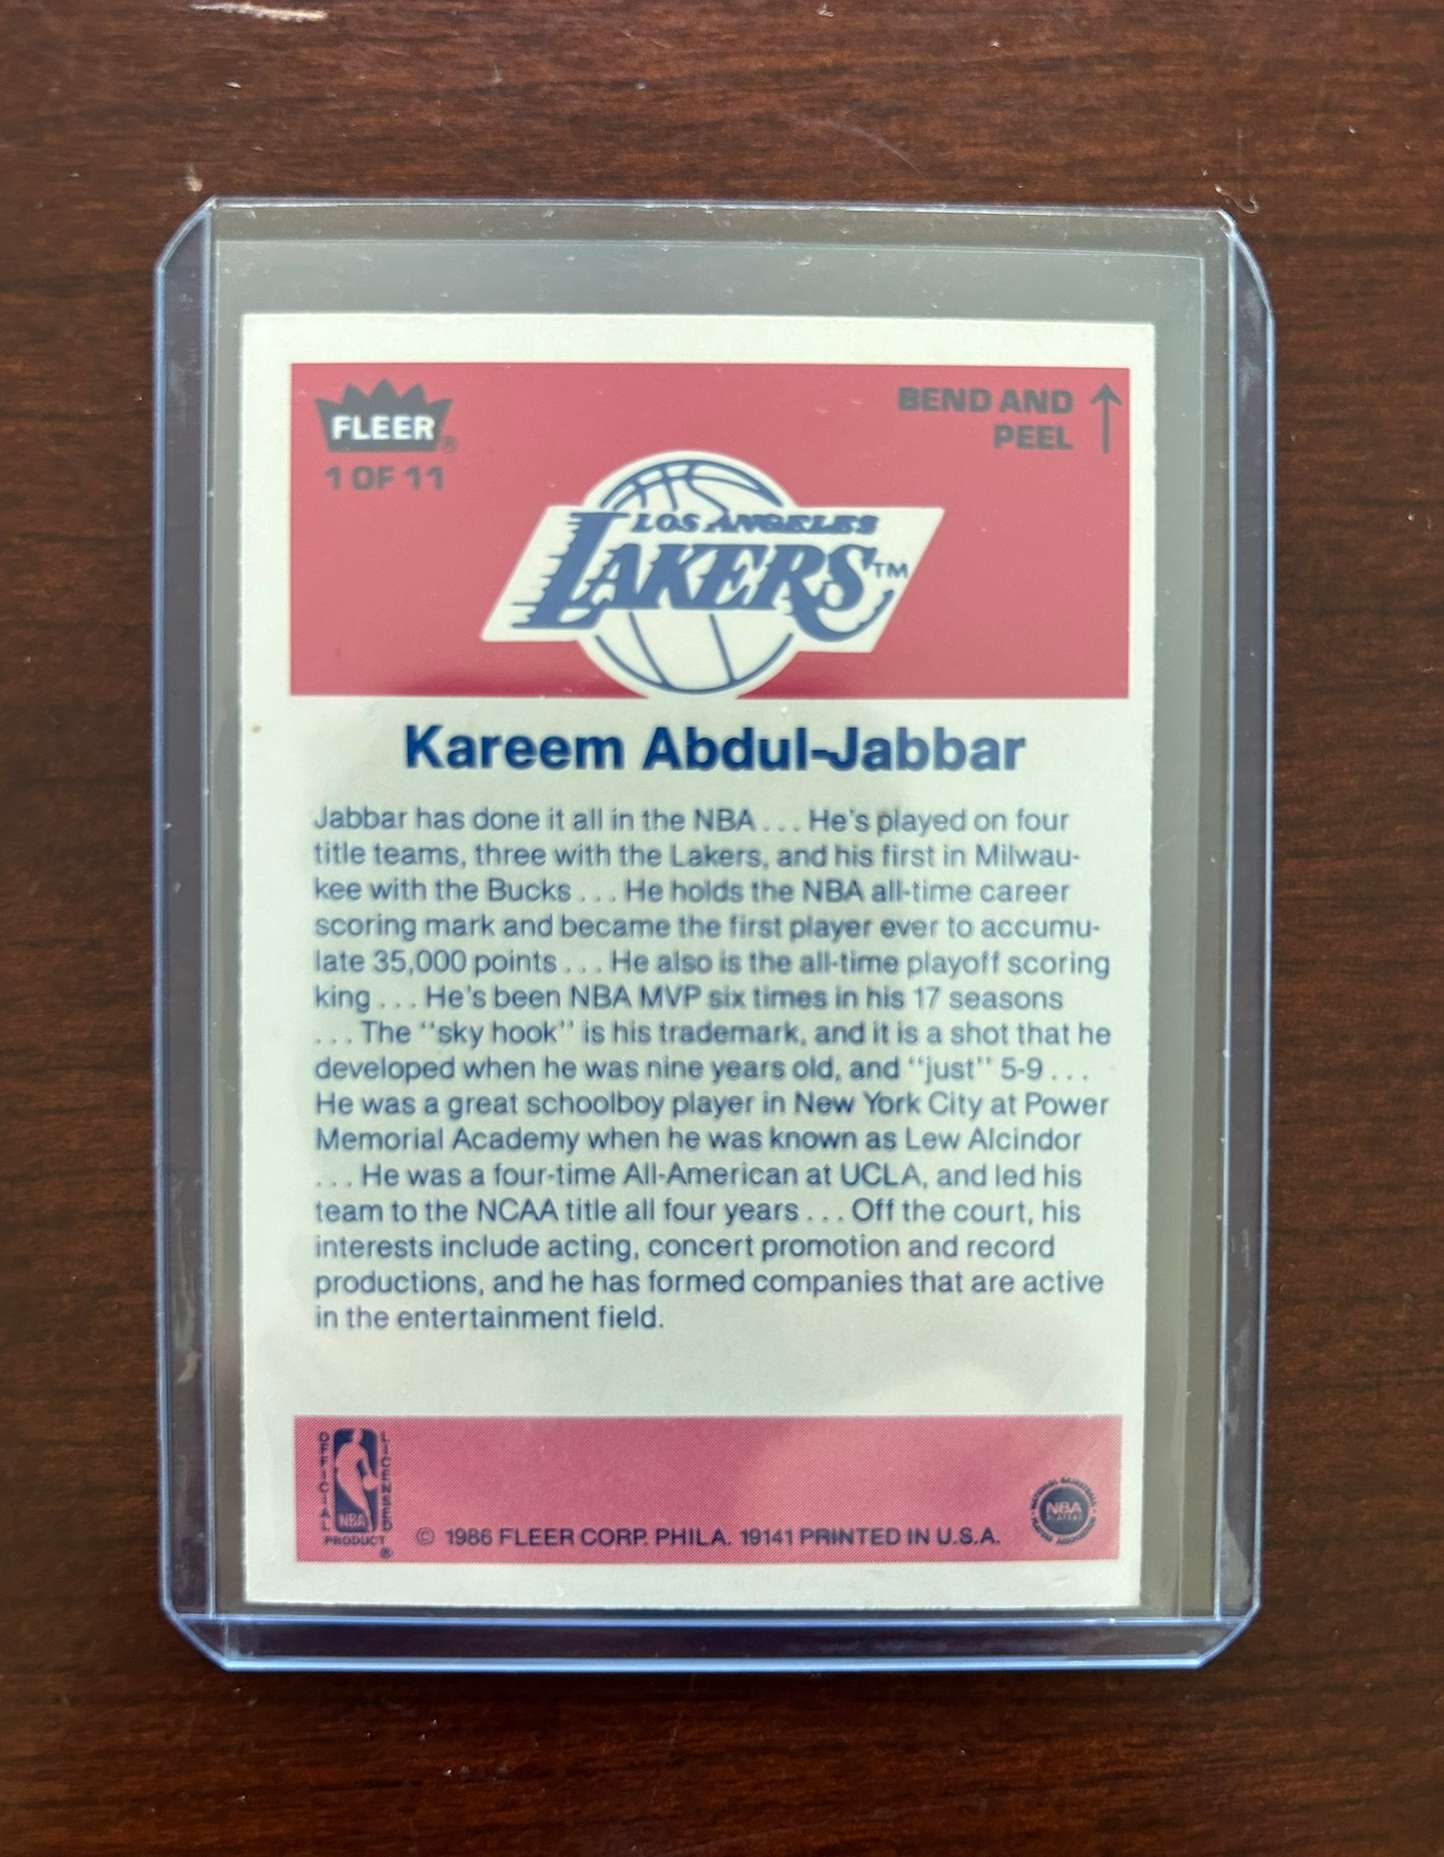 FLEER®
1 OF 11
BEND AND
PEEL
LOS ANGELES
LAKERS™
Kareem Abdul-Jabbar
Jabbar has done it all in the NBA . . . He's played on four
title teams, three with the Lakers, and his first in Milwau-
kee with the Bucks . . . He holds the NBA all-time career
scoring mark and became the first player ever to accumu-
late 35,000 points . . . He also is the all-time playoff scoring
king . . . He's been NBA MVP six times in his 17 seasons
. . . The “sky hook” is his trademark, and it is a shot that he
developed when he was nine years old, and “just” 5-9 . . .
He was a great schoolboy player in New York City at Power
Memorial Academy when he was known as Lew Alcindor
. . . He was a four-time All-American at UCLA, and led his
team to the NCAA title all four years . . . Off the court, his
interests include acting, concert promotion and record
productions, and he has formed companies that are active
in the entertainment field.
OFFICIAL
NBA
LICENSED
PRODUCT ®
© 1986 FLEER CORP. PHILA. 19141 PRINTED IN U.S.A.
NBA
PLAYERS